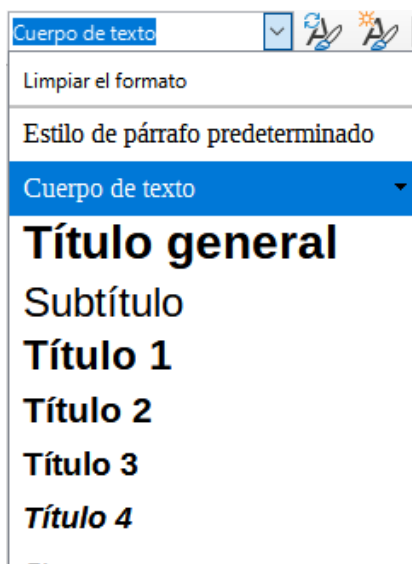 Cuerpo de texto
Limpiar el formato
Estilo de párrafo predeterminado
Cuerpo de texto
Título general
Subtítulo
Título 1
Título 2
Título 3
Título 4